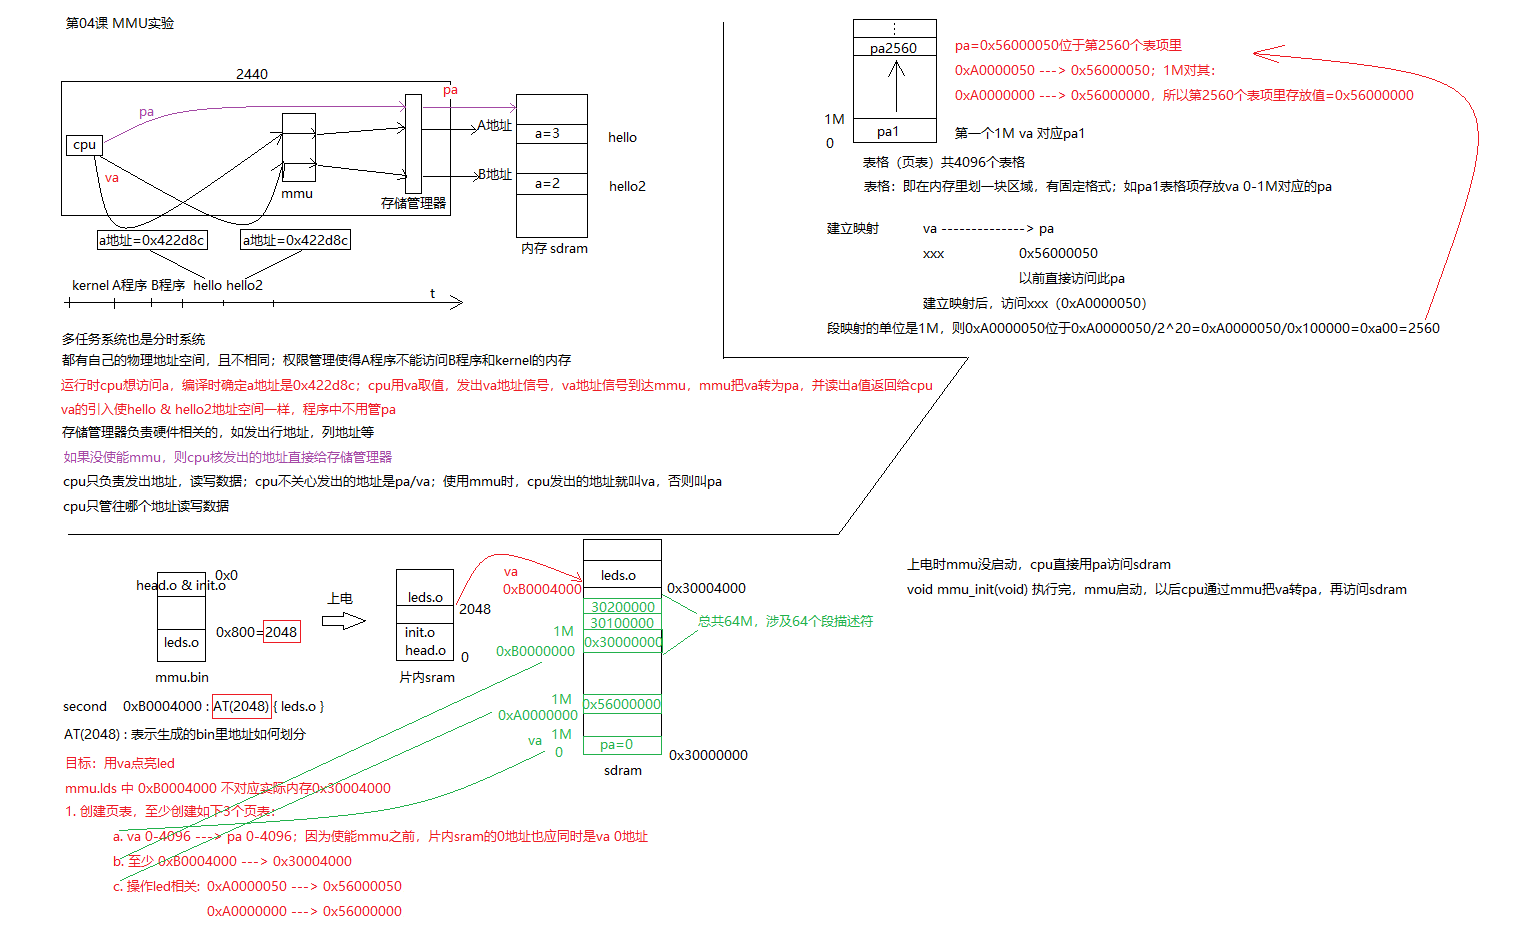 第04课 MMU实验
2440
pa
pa
cpu
va
mmu
存储管理器
A地址
a=3
hello
B地址
a=2
hello2
内存 sdram
a地址=0x422d8c
a地址=0x422d8c
kernel A程序 B程序 hello hello2
t
多任务系统也是分时系统
都有自己的物理地址空间，且不相同；权限管理使得A程序不能访问B程序和kernel的内存
运行时cpu想访问a，编译时确定a地址是0x422d8c；cpu用va取值，发出va地址信号，va地址信号到达mmu，mmu把va转为pa，并读出a值返回给cpu
va的引入使hello & hello2地址空间一样，程序中不用管pa
存储管理器负责硬件相关的，如发出行地址，列地址等
如果没使能mmu，则cpu核发出的地址直接给存储管理器
cpu只负责发出地址，读写数据；cpu不关心发出的地址是pa/va；使用mmu时，cpu发出的地址就叫va，否则叫pa
cpu只管往哪个地址读写数据
pa2560
pa1
1M
0
pa=0x56000050位于第2560个表项里
0xA0000050 ---> 0x56000050；1M对其：
0xA0000000 ---> 0x56000000，所以第2560个表项里存放值=0x56000000
第一个1M va 对应pa1
表格（页表）共4096个表格
表格：即在内存里划一块区域，有固定格式；如pa1表格项存放va 0-1M对应的pa
建立映射 va --------------> pa
xxx 0x56000050
以前直接访问此pa
建立映射后，访问xxx（0xA0000050）
段映射的单位是1M，则0xA0000050位于0xA0000050/2^20=0xA0000050/0x100000=0xa00=2560
上电时mmu没启动，cpu直接用pa访问sdram
void mmu_init(void) 执行完，mmu启动，以后cpu通过mmu把va转pa，再访问sdram
0x0
head.o & init.o
0x800=2048
leds.o
mmu.bin
上电
leds.o
2048
init.o
head.o
0
片内sram
va
0xB0004000
leds.o
0x30004000
30200000
30100000
1M
0xB0000000
0x30000000
总共64M，涉及64个段描述符
1M
0xA0000000
0x56000000
va
1M
0
pa=0
0x30000000
sdram
second 0xB0004000 : AT(2048) { leds.o }
AT(2048) : 表示生成的bin里地址如何划分
目标：用va点亮led
mmu.lds 中 0xB0004000 不对应实际内存0x30004000
1. 创建页表，至少创建如下3个页表：
a. va 0-4096 ---> pa 0-4096；因为使能mmu之前，片内sram的0地址也应同时是va 0地址
b. 至少 0xB0004000 ---> 0x30004000
c. 操作led相关: 0xA0000050 ---> 0x56000050
0xA0000000 ---> 0x56000000